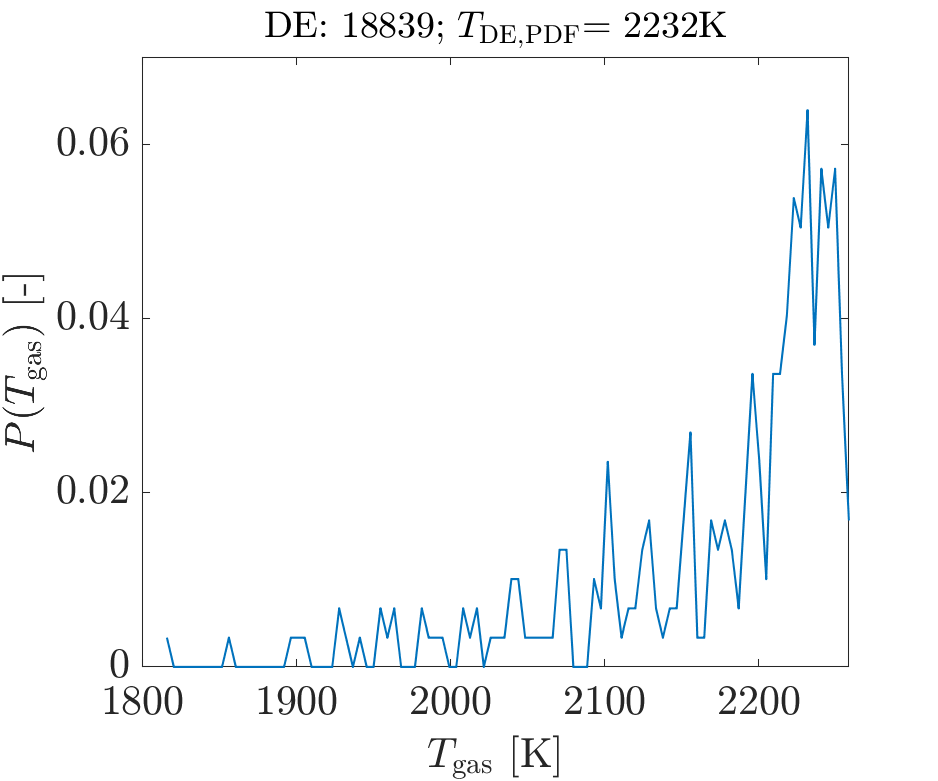 DE: 18839; T_DE,PDF= 2232K
P(T_gas) [-]
0.06
0.04
0.02
0
1800 1900 2000 2100 2200
T_gas [K]